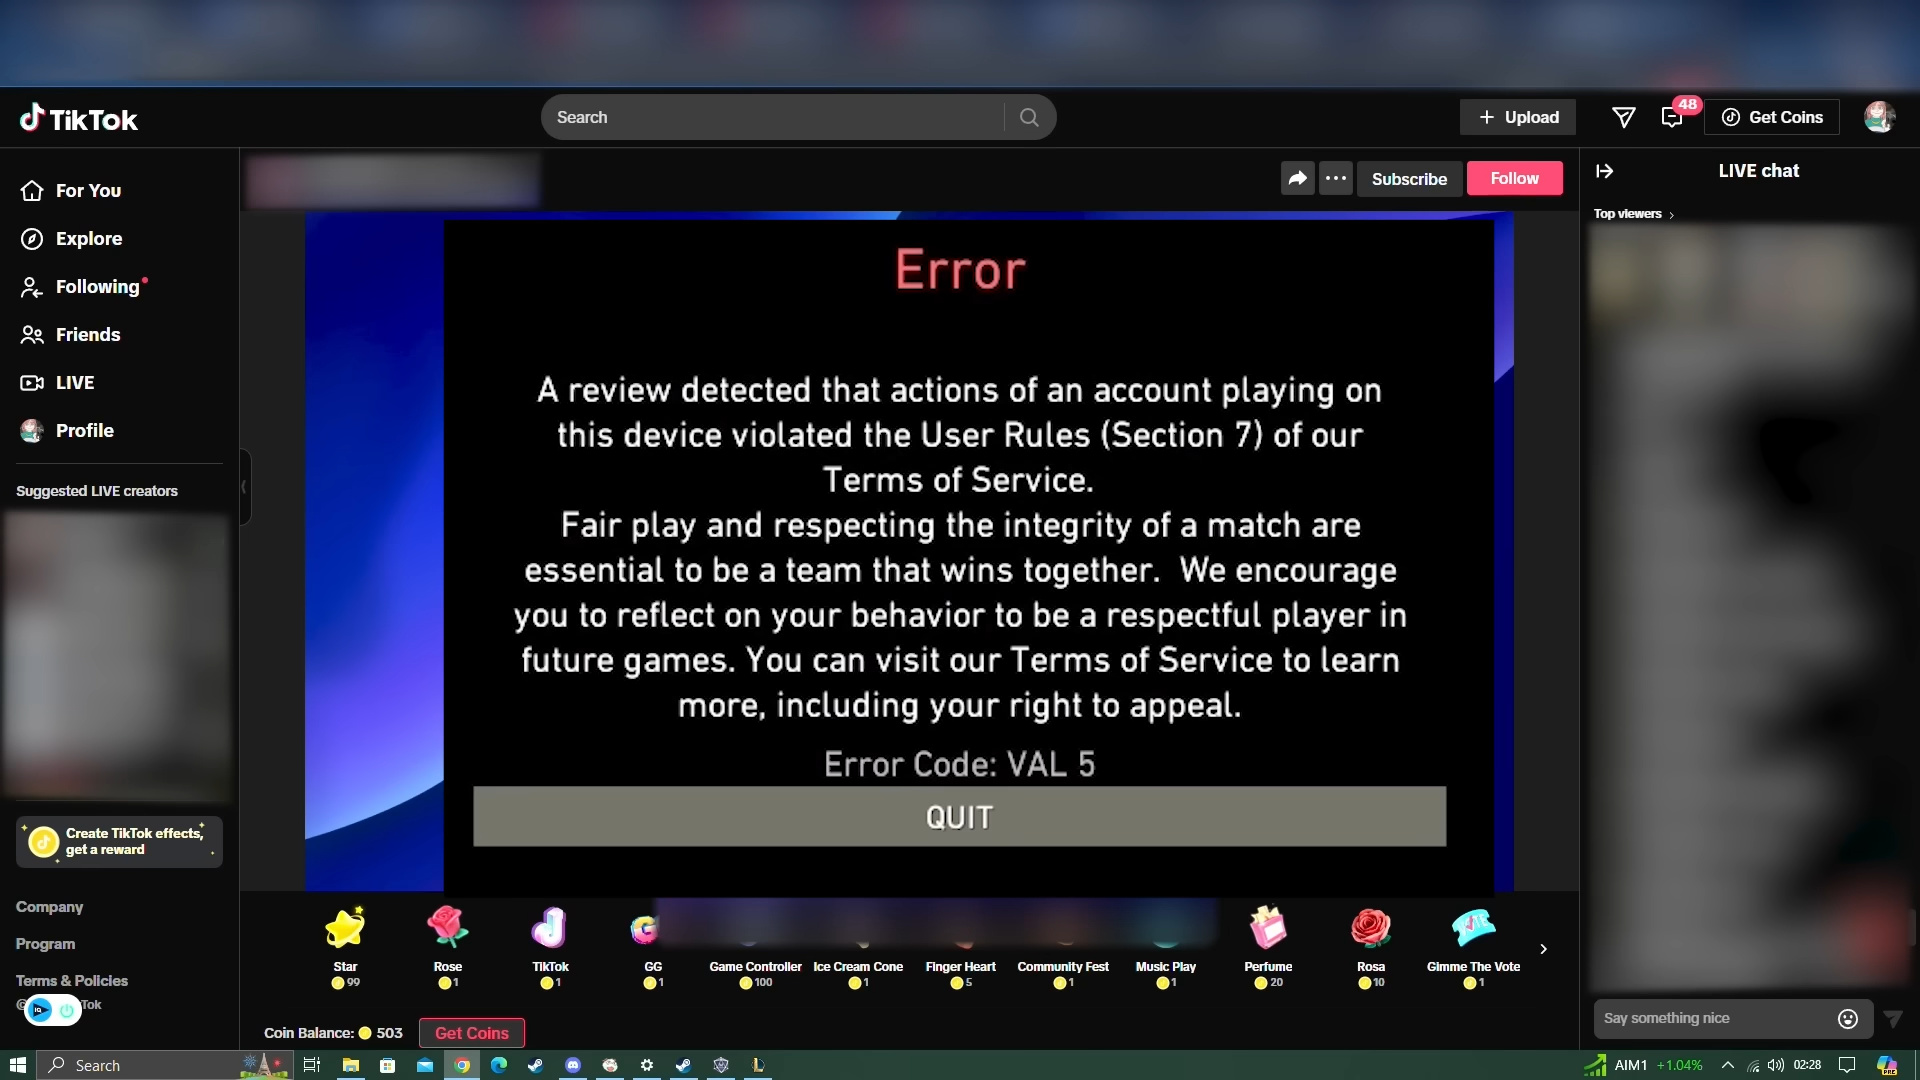 TikTok
Search
Upload
48
Get Coins
For You
Explore
Following
Friends
LIVE
Profile
Suggested LIVE creators
Create TikTok effects,
get a reward
Company
Program
Terms & Policies
Tok
Subscribe
Follow
Error
A review detected that actions of an account playing on
this device violated the User Rules (Section 7) of our
Terms of Service.
Fair play and respecting the integrity of a match are
essential to be a team that wins together. We encourage
you to reflect on your behavior to be a respectful player in
future games. You can visit our Terms of Service to learn
more, including your right to appeal.
Error Code: VAL 5
QUIT
Star
99
Rose
1
TikTok
1
GG
1
Game Controller
100
Ice Cream Cone
1
Finger Heart
5
Community Fest
1
Music Play
1
Perfume
20
Rosa
10
Gimme The Vote
1
Coin Balance: 503
Get Coins
LIVE chat
Top viewers
Say something nice
Search
AIM1 +1.04%
02:28